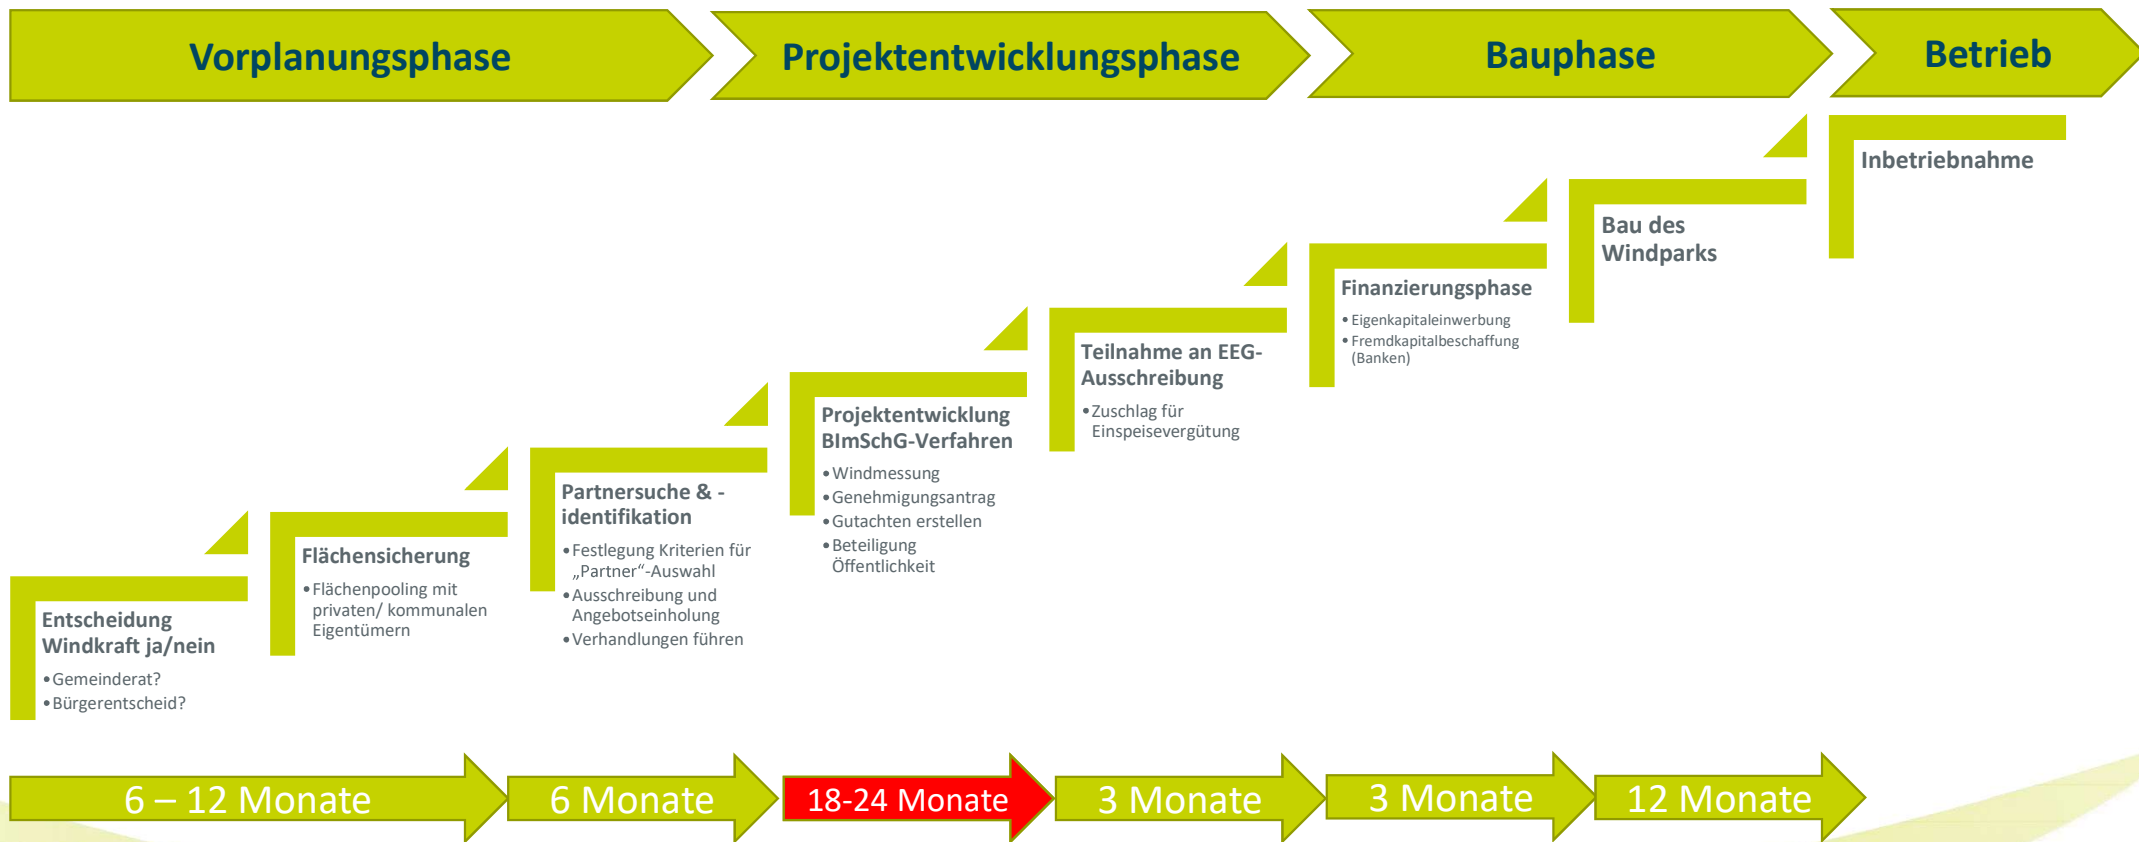 Vorplanungsphase
Projektentwicklungsphase
Bauphase
Betrieb
Entscheidung
Windkraft ja/nein
•Gemeinderat?
•Bürgerentscheid?
Flächensicherung
•Flächenpooling mit
privaten/ kommunalen
Eigentümern
Partnersuche & -
identifikation
•Festlegung Kriterien für
„Partner“-Auswahl
•Ausschreibung und
Angebotseinholung
•Verhandlungen führen
Projektentwicklung
BImSchG-Verfahren
•Windmessung
•Genehmigungsantrag
•Gutachten erstellen
•Beteiligung
Öffentlichkeit
Teilnahme an EEG-
Ausschreibung
•Zuschlag für
Einspeisevergütung
Finanzierungsphase
•Eigenkapitaleinwerbung
•Fremdkapitalbeschaffung
(Banken)
Bau des
Windparks
Inbetriebnahme
6 – 12 Monate
6 Monate
18-24 Monate
3 Monate
3 Monate
12 Monate